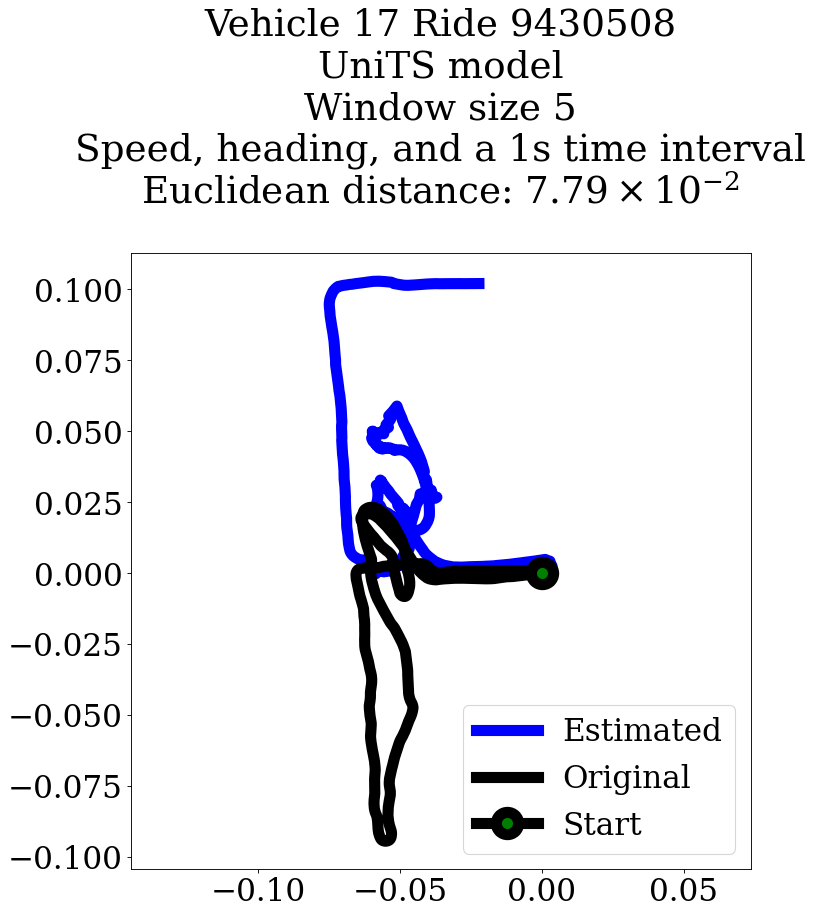 Vehicle 17 Ride 9430508
UniTS model
Window size 5
Speed, heading, and a 1s time interval
Euclidean distance: 7.79 × 10⁻²
0.100
0.075
0.050
0.025
0.000
−0.025
−0.050
−0.075
−0.100
Estimated
Original
Start
−0.10
−0.05
0.00
0.05